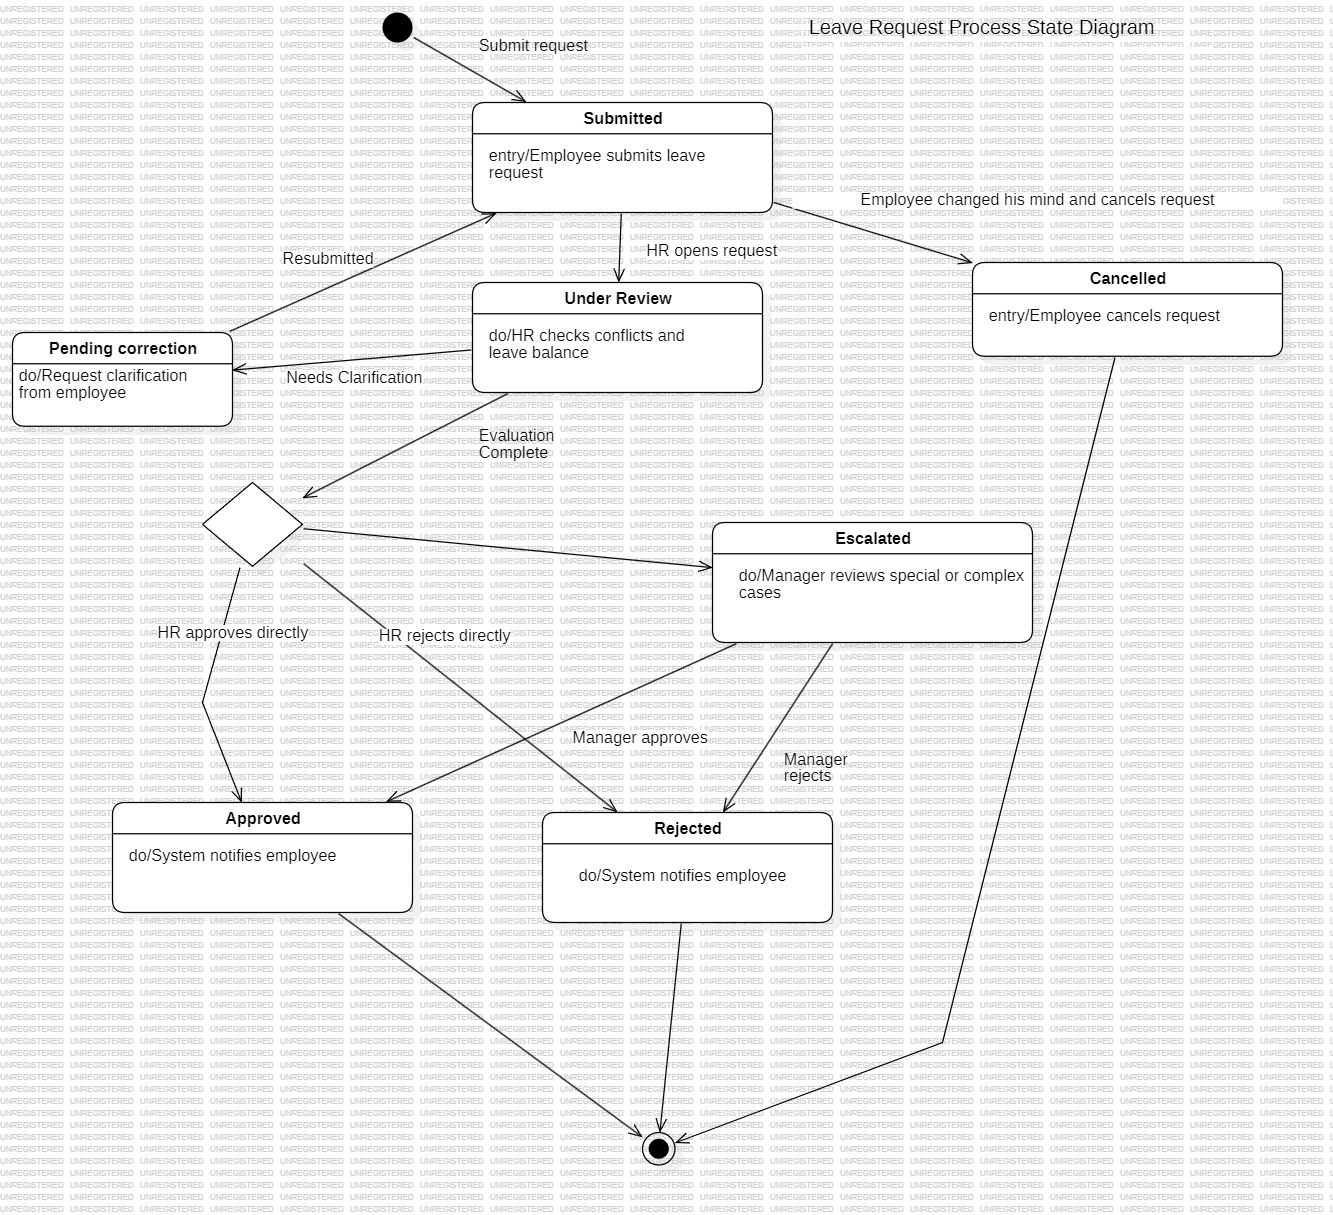 Leave Request Process State Diagram
Submit request
Submitted
entry/Employee submits leave
request
Employee changed his mind and cancels request
Resubmitted
HR opens request
Cancelled
entry/Employee cancels request
Under Review
do/HR checks conflicts and
leave balance
Pending correction
do/Request clarification
from employee
Needs Clarification
Evaluation
Complete
Escalated
do/Manager reviews special or complex
cases
HR approves directly
HR rejects directly
Manager approves
Manager
rejects
Approved
do/System notifies employee
Rejected
do/System notifies employee
UNREGISTERED